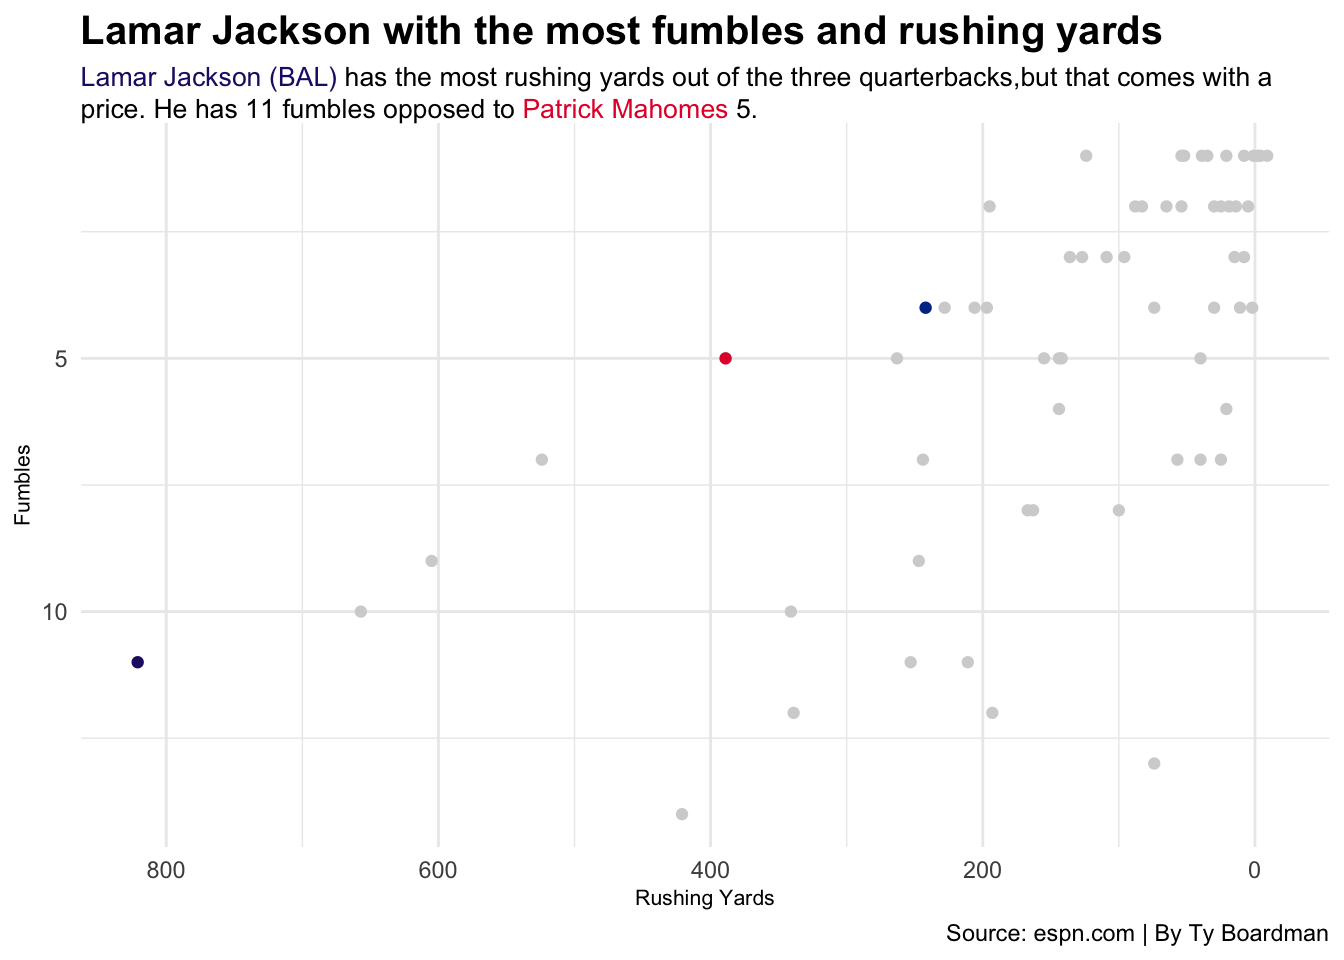 Lamar Jackson with the most fumbles and rushing yards
Lamar Jackson (BAL) has the most rushing yards out of the three quarterbacks,but that comes with a
price. He has 11 fumbles opposed to Patrick Mahomes 5.
5
Fumbles
10
800 600 400 200 0
Rushing Yards
Source: espn.com | By Ty Boardman